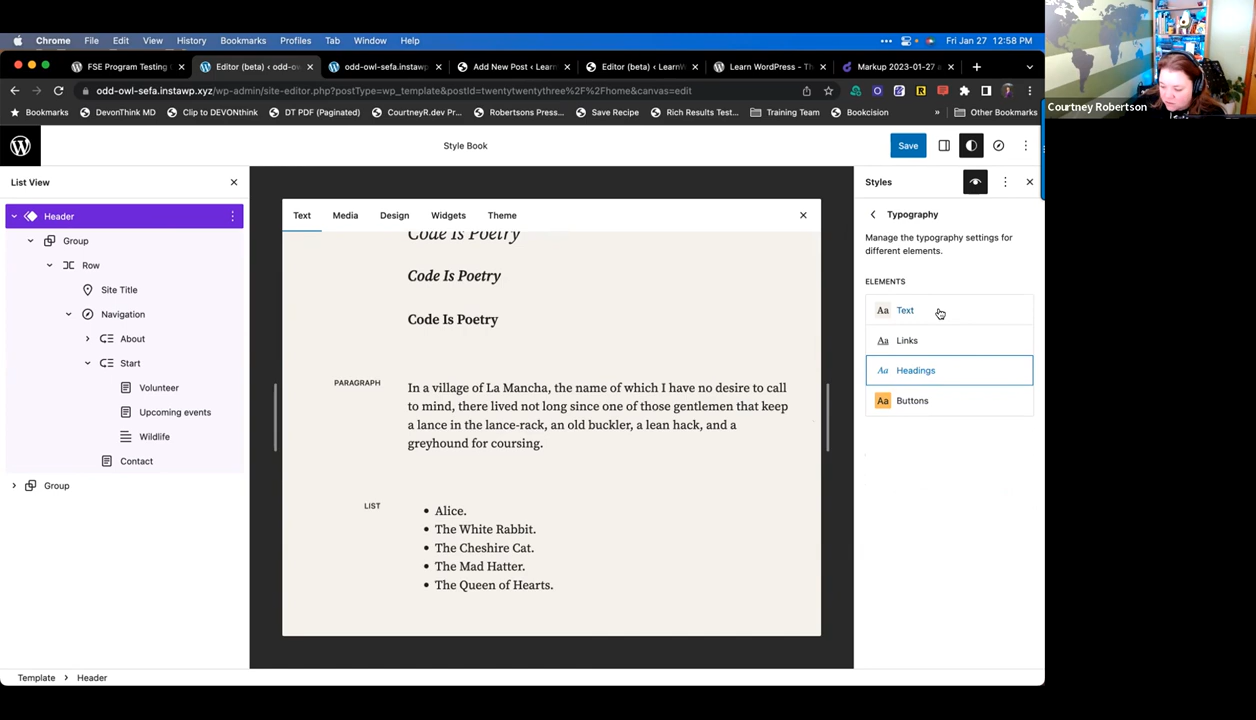 Chrome File Edit View History Bookmarks Profiles Tab Window Help
Fri Jan 27 12:58 PM
FSE Program Testing
Editor (beta) ‹ odd-o
odd-owl-sefa.instawp
Add New Post ‹ Learn
Editor (beta) ‹ LearnW
Learn WordPress – Th
Markup 2023-01-27 a
odd-owl-sefa.instawp.xyz/wp-admin/site-editor.php?postType=wp_template&postId=twentytwentythree%2F%2Fhome&canvas=edit
Bookmarks
DevonThink MD
Clip to DEVONthink
DT PDF (Paginated)
CourtneyR.dev Pre...
Robertsons Press...
Save Recipe
Rich Results Test...
Training Team
Bookcision
Other Bookmarks
Courtney Robertson
Style Book
Save
List View
Header
Group
Row
Site Title
Navigation
About
Start
Volunteer
Upcoming events
Wildlife
Contact
Group
Text Media Design Widgets Theme
Code Is Poetry
Code Is Poetry
Code Is Poetry
PARAGRAPH
In a village of La Mancha, the name of which I have no desire to call
to mind, there lived not long since one of those gentlemen that keep
a lance in the lance-rack, an old buckler, a lean hack, and a
greyhound for coursing.
LIST
• Alice.
• The White Rabbit.
• The Cheshire Cat.
• The Mad Hatter.
• The Queen of Hearts.
Styles
Typography
Manage the typography settings for
different elements.
ELEMENTS
Aa Text
Aa Links
Aa Headings
Aa Buttons
Template > Header